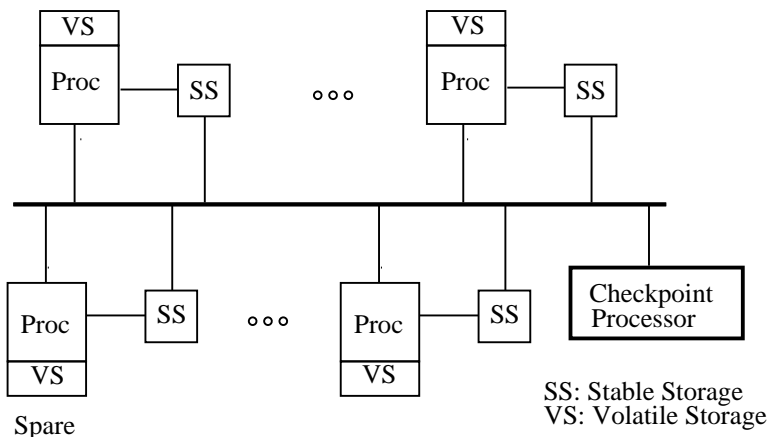 VS
VS
Proc
SS
Proc
SS
Proc
SS
Proc
SS
Checkpoint
Processor
VS
VS
SS: Stable Storage
VS: Volatile Storage
Spare